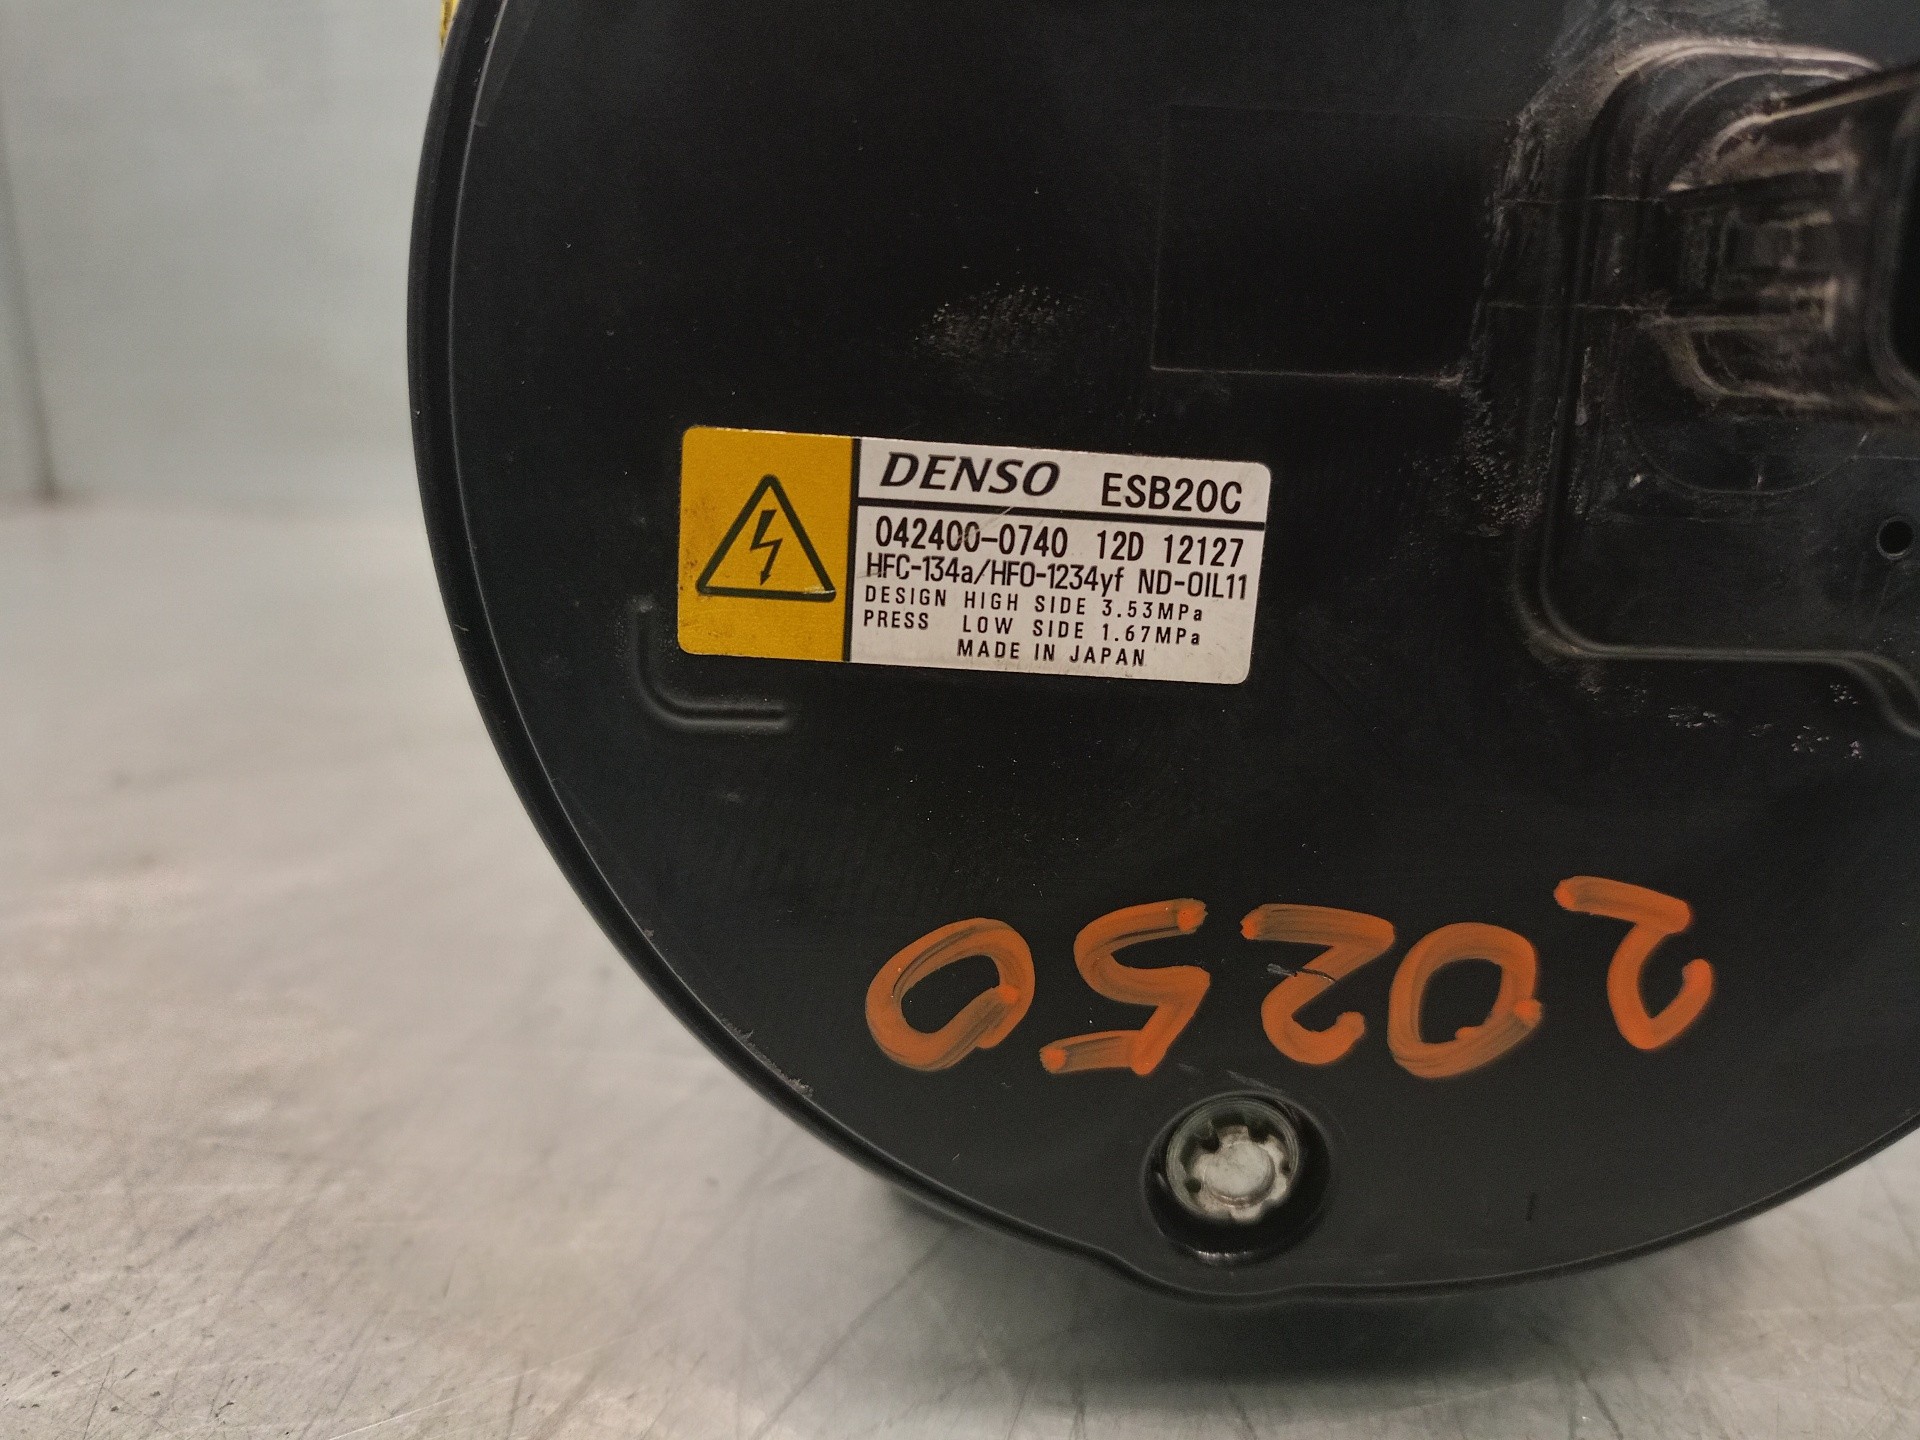 DENSO ESB20C
042400-0740 12D 12127
HFC-134a/HFO-1234yf ND-OIL11
DESIGN HIGH SIDE 3.53MPa
PRESS LOW SIDE 1.67MPa
MADE IN JAPAN
20250